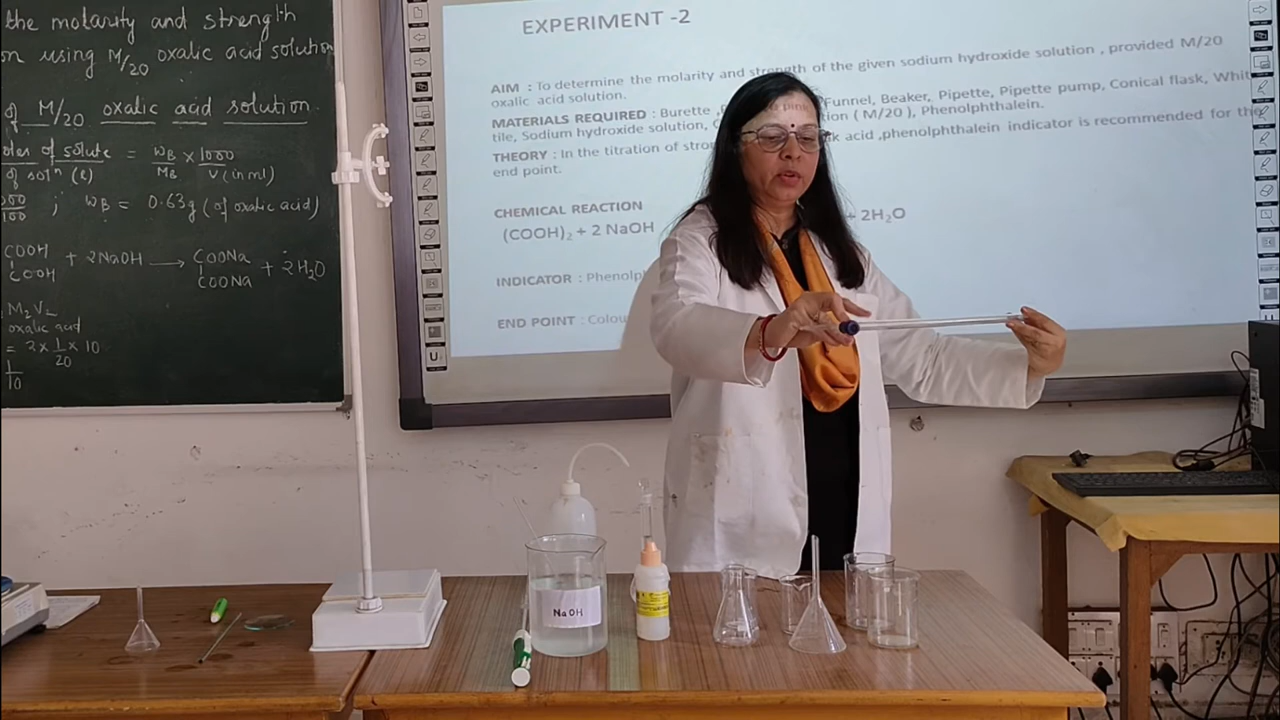 the molarity and strength
on using M/20 oxalic acid solution
of M/20 oxalic acid solution.
of solute = WB/MB × 1000/V (in ml)
of solⁿ (l)
; WB = 0.63g (of oxalic acid)
COOH
COOH + 2NaOH → COONa
COONa + 2H₂O
M₂V₂
oxalic acid
= 2 × 1/20 × 10
1/10
EXPERIMENT -2
AIM : To determine the molarity and strength of the given sodium hydroxide solution , provided M/20
oxalic acid solution.
MATERIALS REQUIRED : Burette , Funnel, Beaker, Pipette, Pipette pump, Conical flask, Whit
tile, Sodium hydroxide solution, ( M/20 ), Phenolphthalein.
THEORY : In the titration of acid ,phenolphthalein indicator is recommended for the
end point.
CHEMICAL REACTION
(COOH)₂ + 2 NaOH + 2H₂O
INDICATOR :
END POINT :
U
NaOH